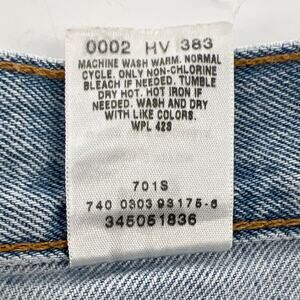 0002 HV 383
MACHINE WASH WARM. NORMAL
CYCLE. ONLY NON-CHLORINE
BLEACH IF NEEDED. TUMBLE
DRY HOT. HOT IRON IF
NEEDED. WASH AND DRY
WITH LIKE COLORS.
WPL 423
701S
740 0303 93175-6
345051836